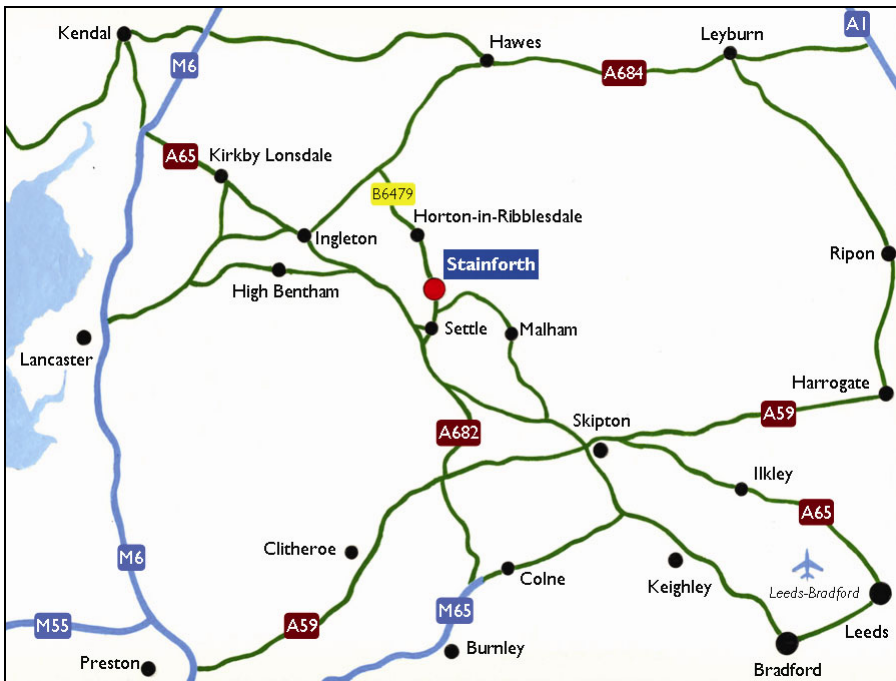 Kendal
M6
Hawes
Leyburn
A1
A684
A65
Kirkby Lonsdale
B6479
Horton-in-Ribblesdale
Ingleton
Ripon
Stainforth
High Bentham
Lancaster
Settle
Malham
Harrogate
A59
Skipton
A682
Ilkley
A65
Clitheroe
M6
Colne
Keighley
Leeds-Bradford
M55
A59
M65
Leeds
Burnley
Preston
Bradford